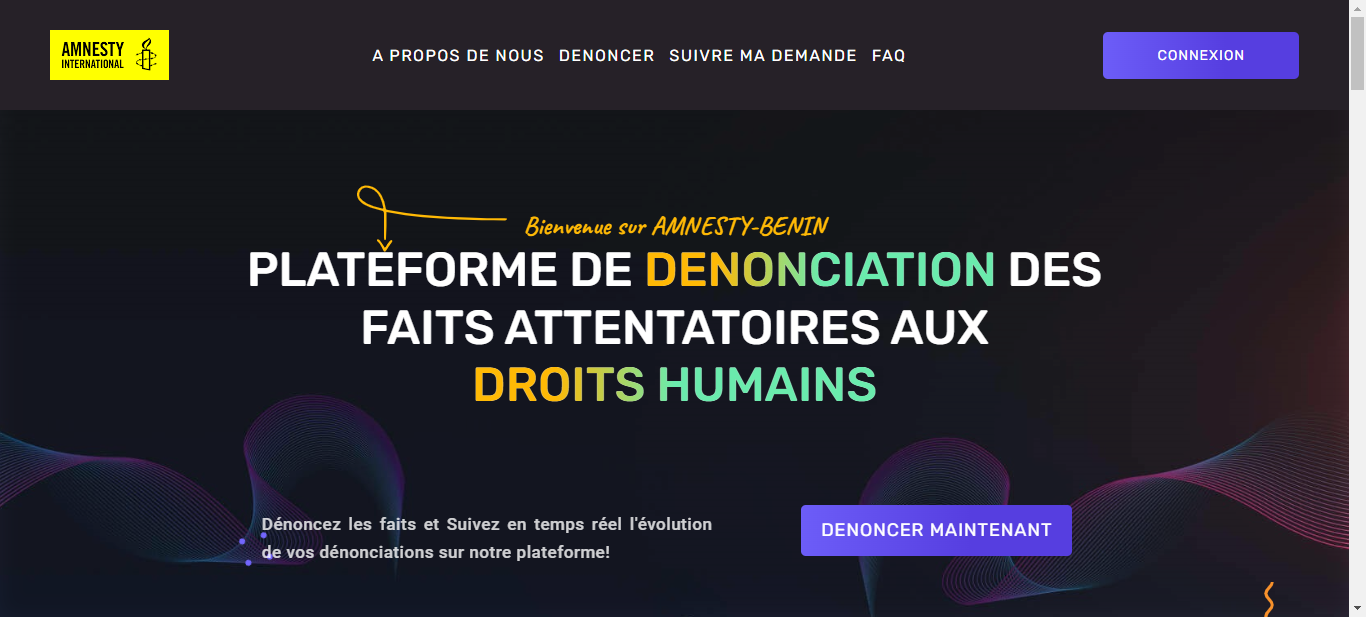 AMNESTY
INTERNATIONAL
A PROPOS DE NOUS DENONCER SUIVRE MA DEMANDE FAQ
CONNEXION
Bienvenue sur AMNESTY-BENIN
PLATEFORME DE DENONCIATION DES
FAITS ATTENTATOIRES AUX
DROITS HUMAINS
Dénoncez les faits et Suivez en temps réel l'évolution
de vos dénonciations sur notre plateforme!
DENONCER MAINTENANT